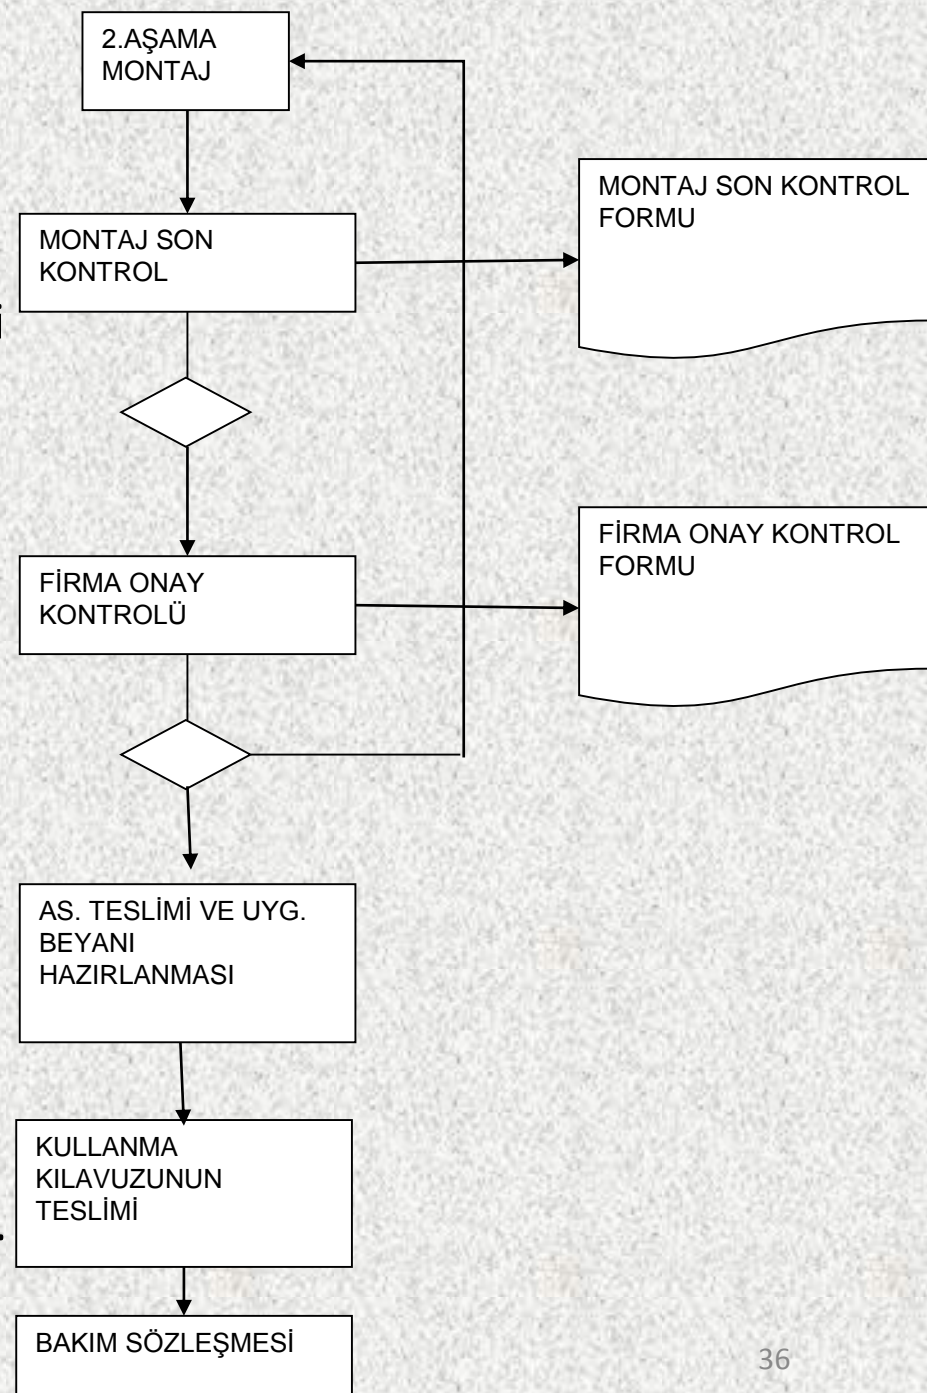 2.AŞAMA
MONTAJ
MONTAJ SON
KONTROL
MONTAJ SON KONTROL
FORMU
FİRMA ONAY
KONTROLÜ
FİRMA ONAY KONTROL
FORMU
AS. TESLİMİ VE UYG.
BEYANI
HAZIRLANMASI
KULLANMA
KILAVUZUNUN
TESLİMİ
BAKIM SÖZLEŞMESİ
36